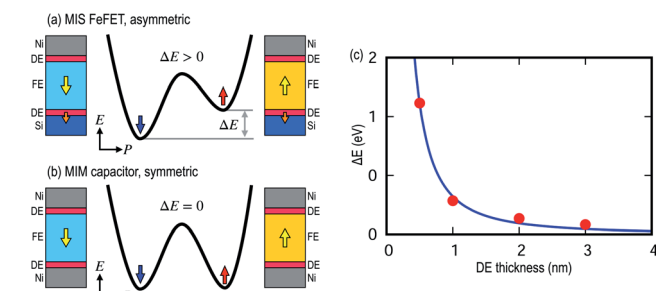 (a) MIS FeFET, asymmetric
Ni
DE
FE
DE
Si
ΔE > 0
E
P
ΔE
Ni
DE
FE
DE
Si
(b) MIM capacitor, symmetric
Ni
DE
FE
DE
Ni
ΔE = 0
E
Ni
DE
FE
DE
Ni
(c)
2
1
0
0
ΔE (eV)
0 1 2 3 4
DE thickness (nm)